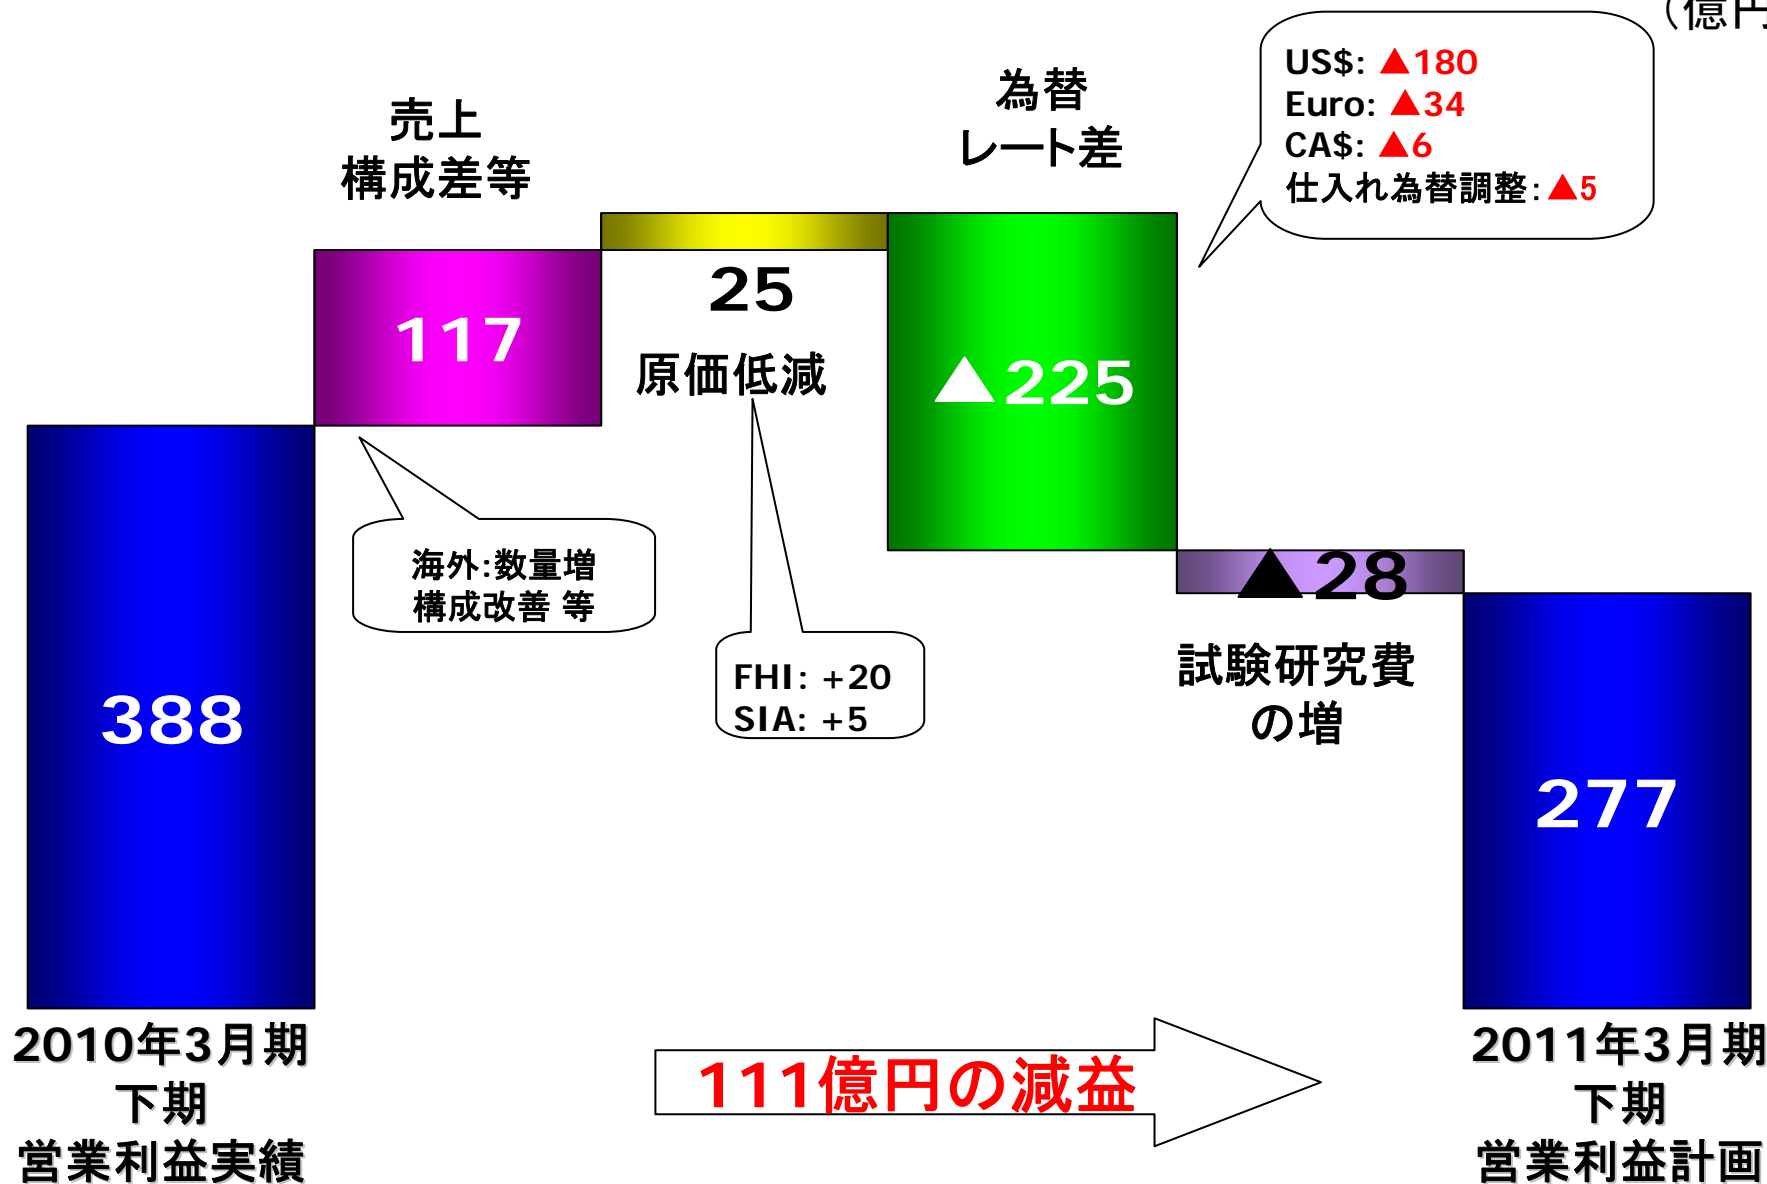 （億円
US$: ▲180
Euro: ▲34
CA$: ▲6
仕入れ為替調整：▲5
為替
レート差
売上
構成差等
117
25
原価低減
▲225
海外：数量増
構成改善 等
▲28
FHI: +20
SIA: +5
試験研究費
の増
388
277
2010年3月期
下期
営業利益実績
111億円の減益
2011年3月期
下期
営業利益計画